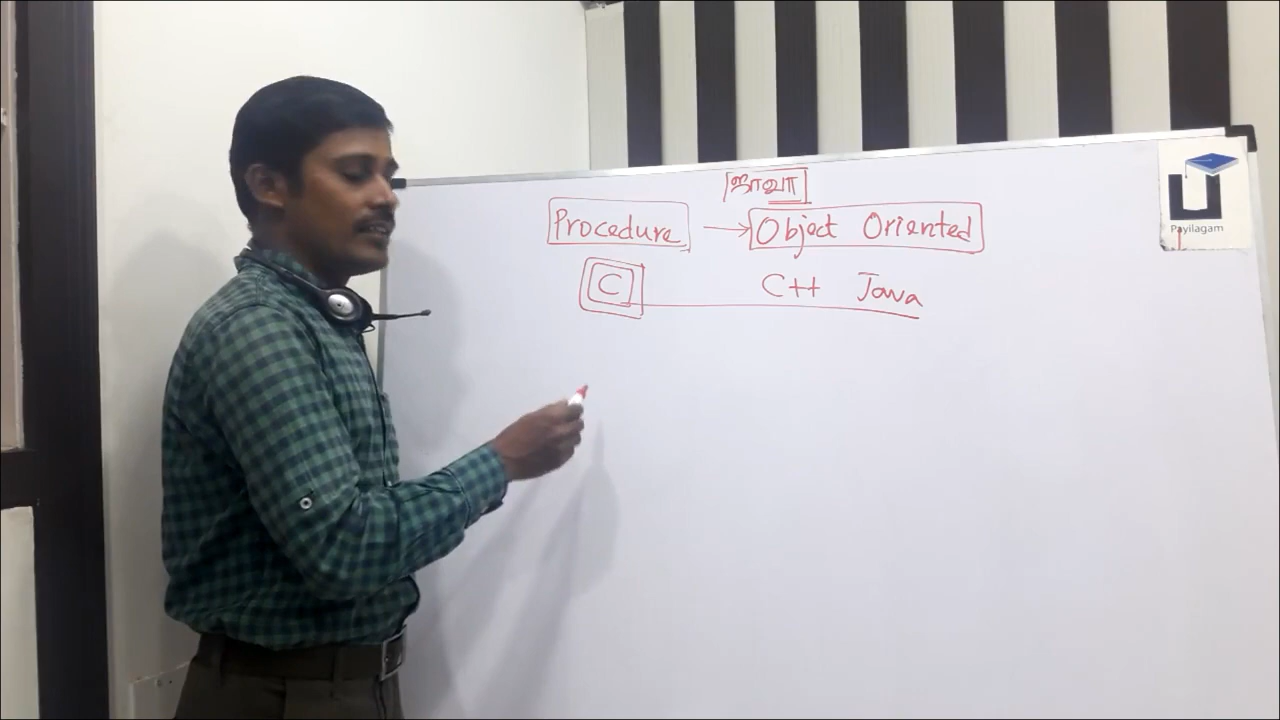 ஜாவா
Procedure → Object Oriented
C C++ Java
Payilagam